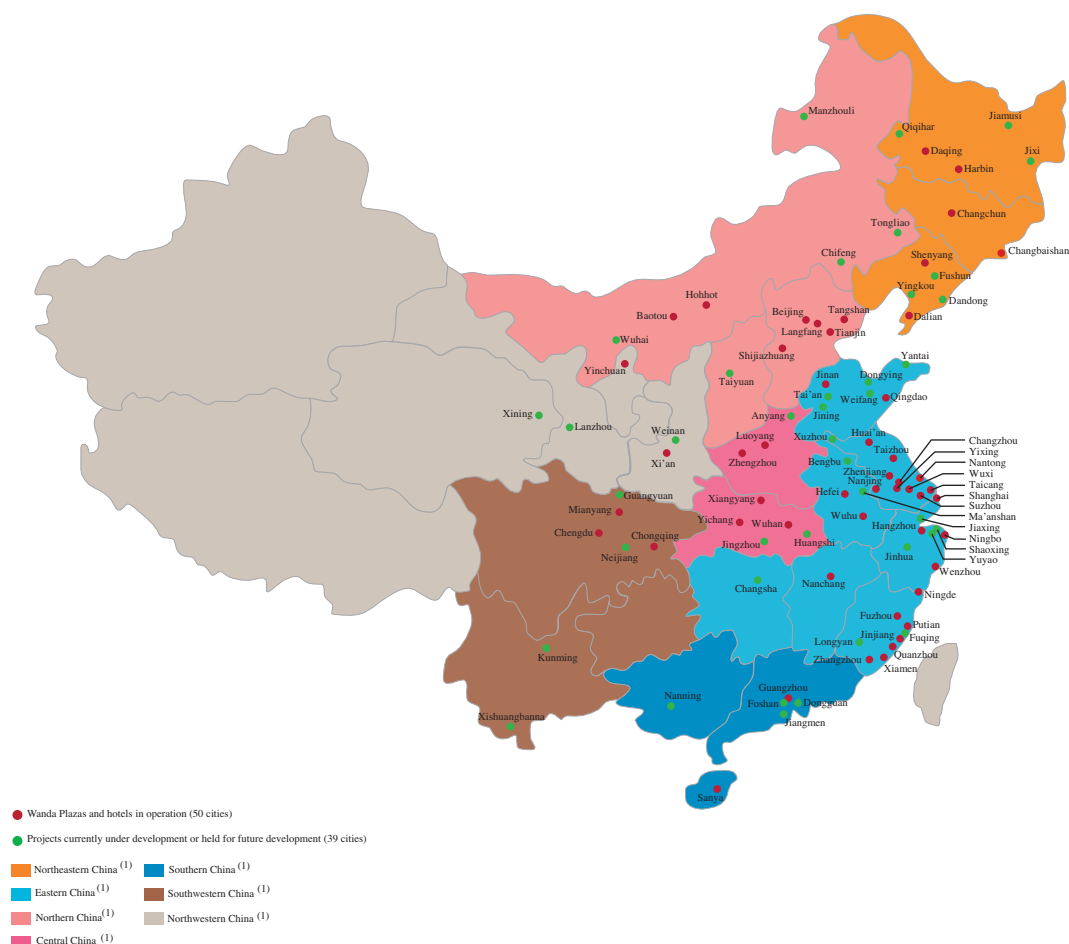 Manzhouli
Qiqihar
Jiamusi
Daqing
Jixi
Harbin
Changchun
Tongliao
Changbaishan
Chifeng
Shenyang
Fushun
Yingkou
Dandong
Hohhot
Baotou
Beijing
Tangshan
Dalian
Langfang
Tianjin
Wuhai
Shijiazhuang
Yantai
Yinchuan
Taiyuan
Jinan
Dongying
Tai’an
Weifang
Qingdao
Xining
Lanzhou
Anyang
Jining
Weinan
Luoyang
Xuzhou
Huai’an
Taizhou
Xi’an
Zhengzhou
Bengbu
Zhenjiang
Nanjing
Changzhou
Yixing
Nantong
Wuxi
Taicang
Shanghai
Suzhou
Ma’anshan
Jiaxing
Ningbo
Shaoxing
Yuyao
Guangyuan
Mianyang
Xiangyang
Hefei
Yichang
Wuhan
Wuhu
Hangzhou
Chengdu
Chongqing
Neijiang
Jingzhou
Huangshi
Jinhua
Wenzhou
Changsha
Nanchang
Ningde
Fuzhou
Putian
Longyan
Jinjiang
Fuqing
Kunming
Zhangzhou
Quanzhou
Xiamen
Guangzhou
Nanning
Foshan
Dongguan
Xishuangbanna
Jiangmen
Sanya
Wanda Plazas and hotels in operation (50 cities)
Projects currently under development or held for future development (39 cities)
Northeastern China (1)
Southern China (1)
Eastern China (1)
Southwestern China (1)
Northern China (1)
Northwestern China (1)
Central China (1)